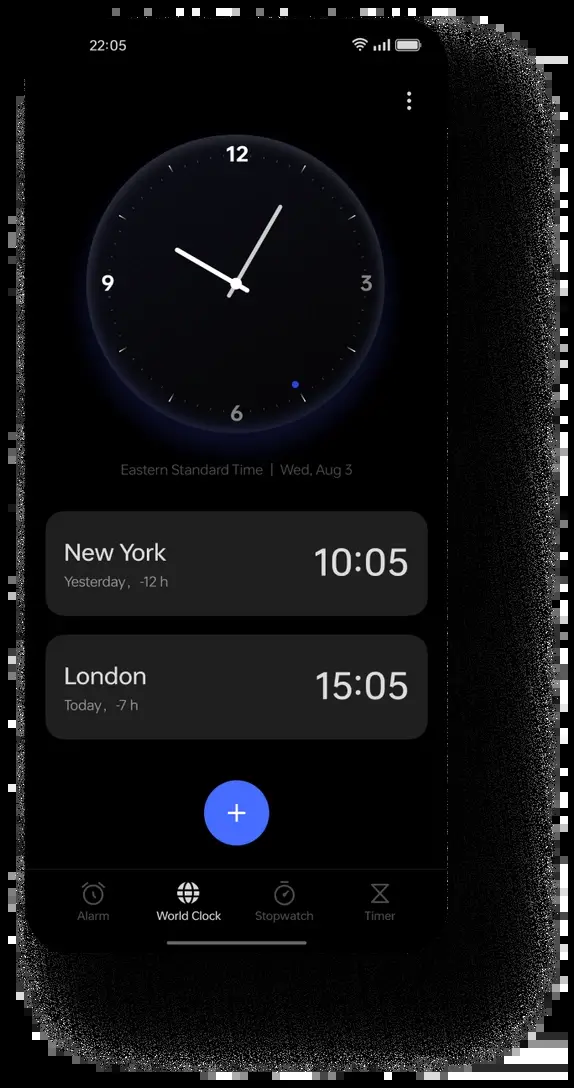 22:05
12
9
3
6
Eastern Standard Time | Wed, Aug 3
New York
10:05
Yesterday, -12 h
London
15:05
Today, -7 h
Alarm
World Clock
Stopwatch
Timer